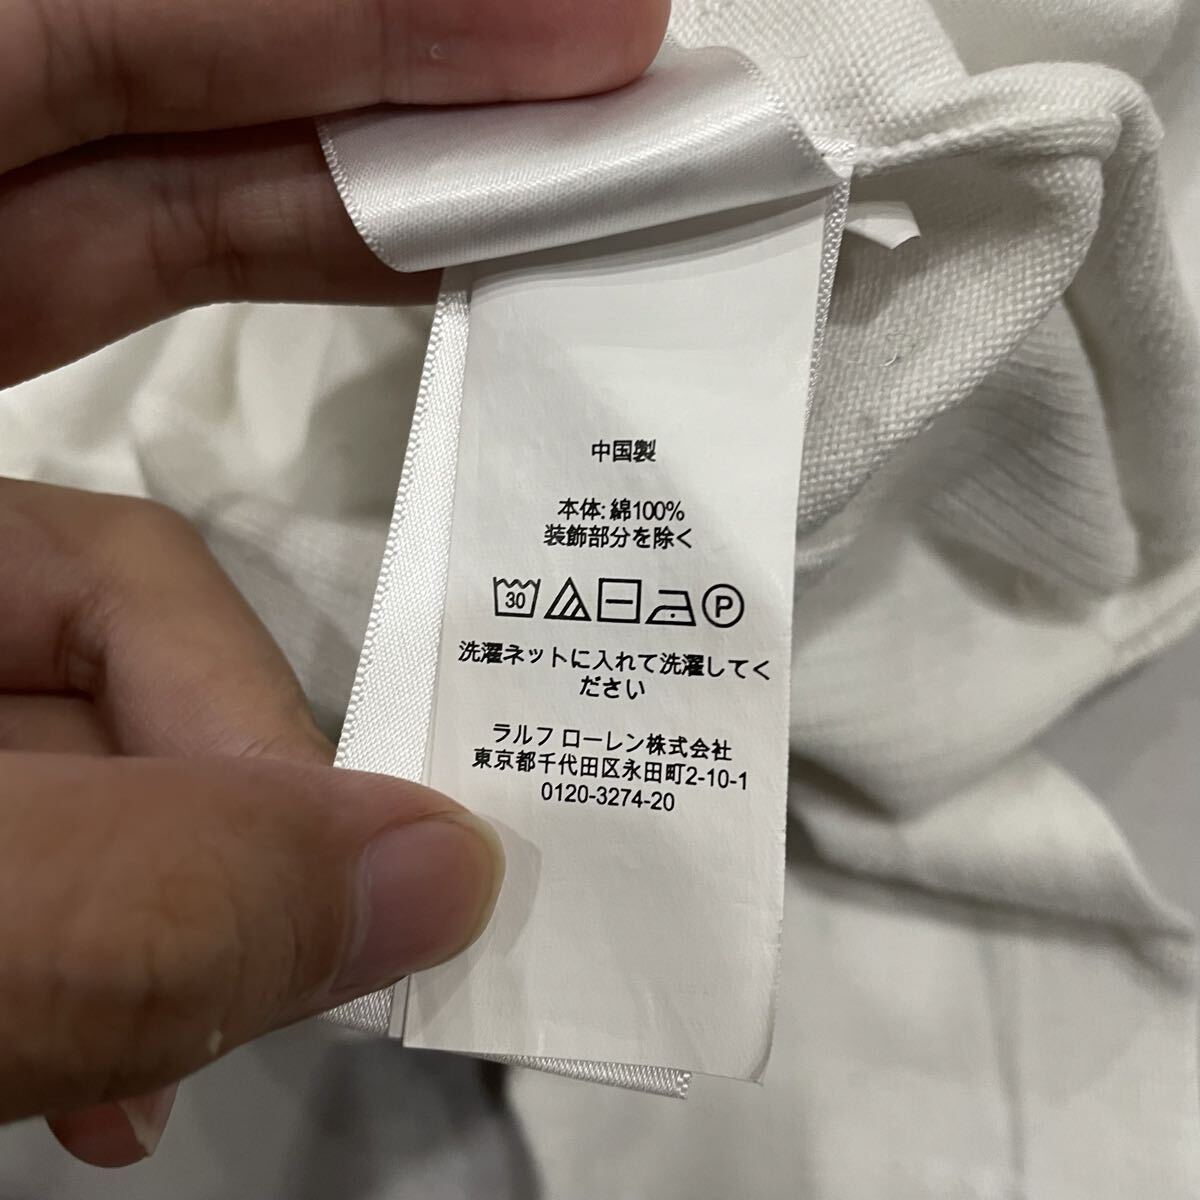 中国製
本体: 綿100%
装飾部分を除く
30 P
洗濯ネットに入れて洗濯してく
ださい
ラルフ ローレン株式会社
東京都千代田区永田町2-10-1
0120-3274-20